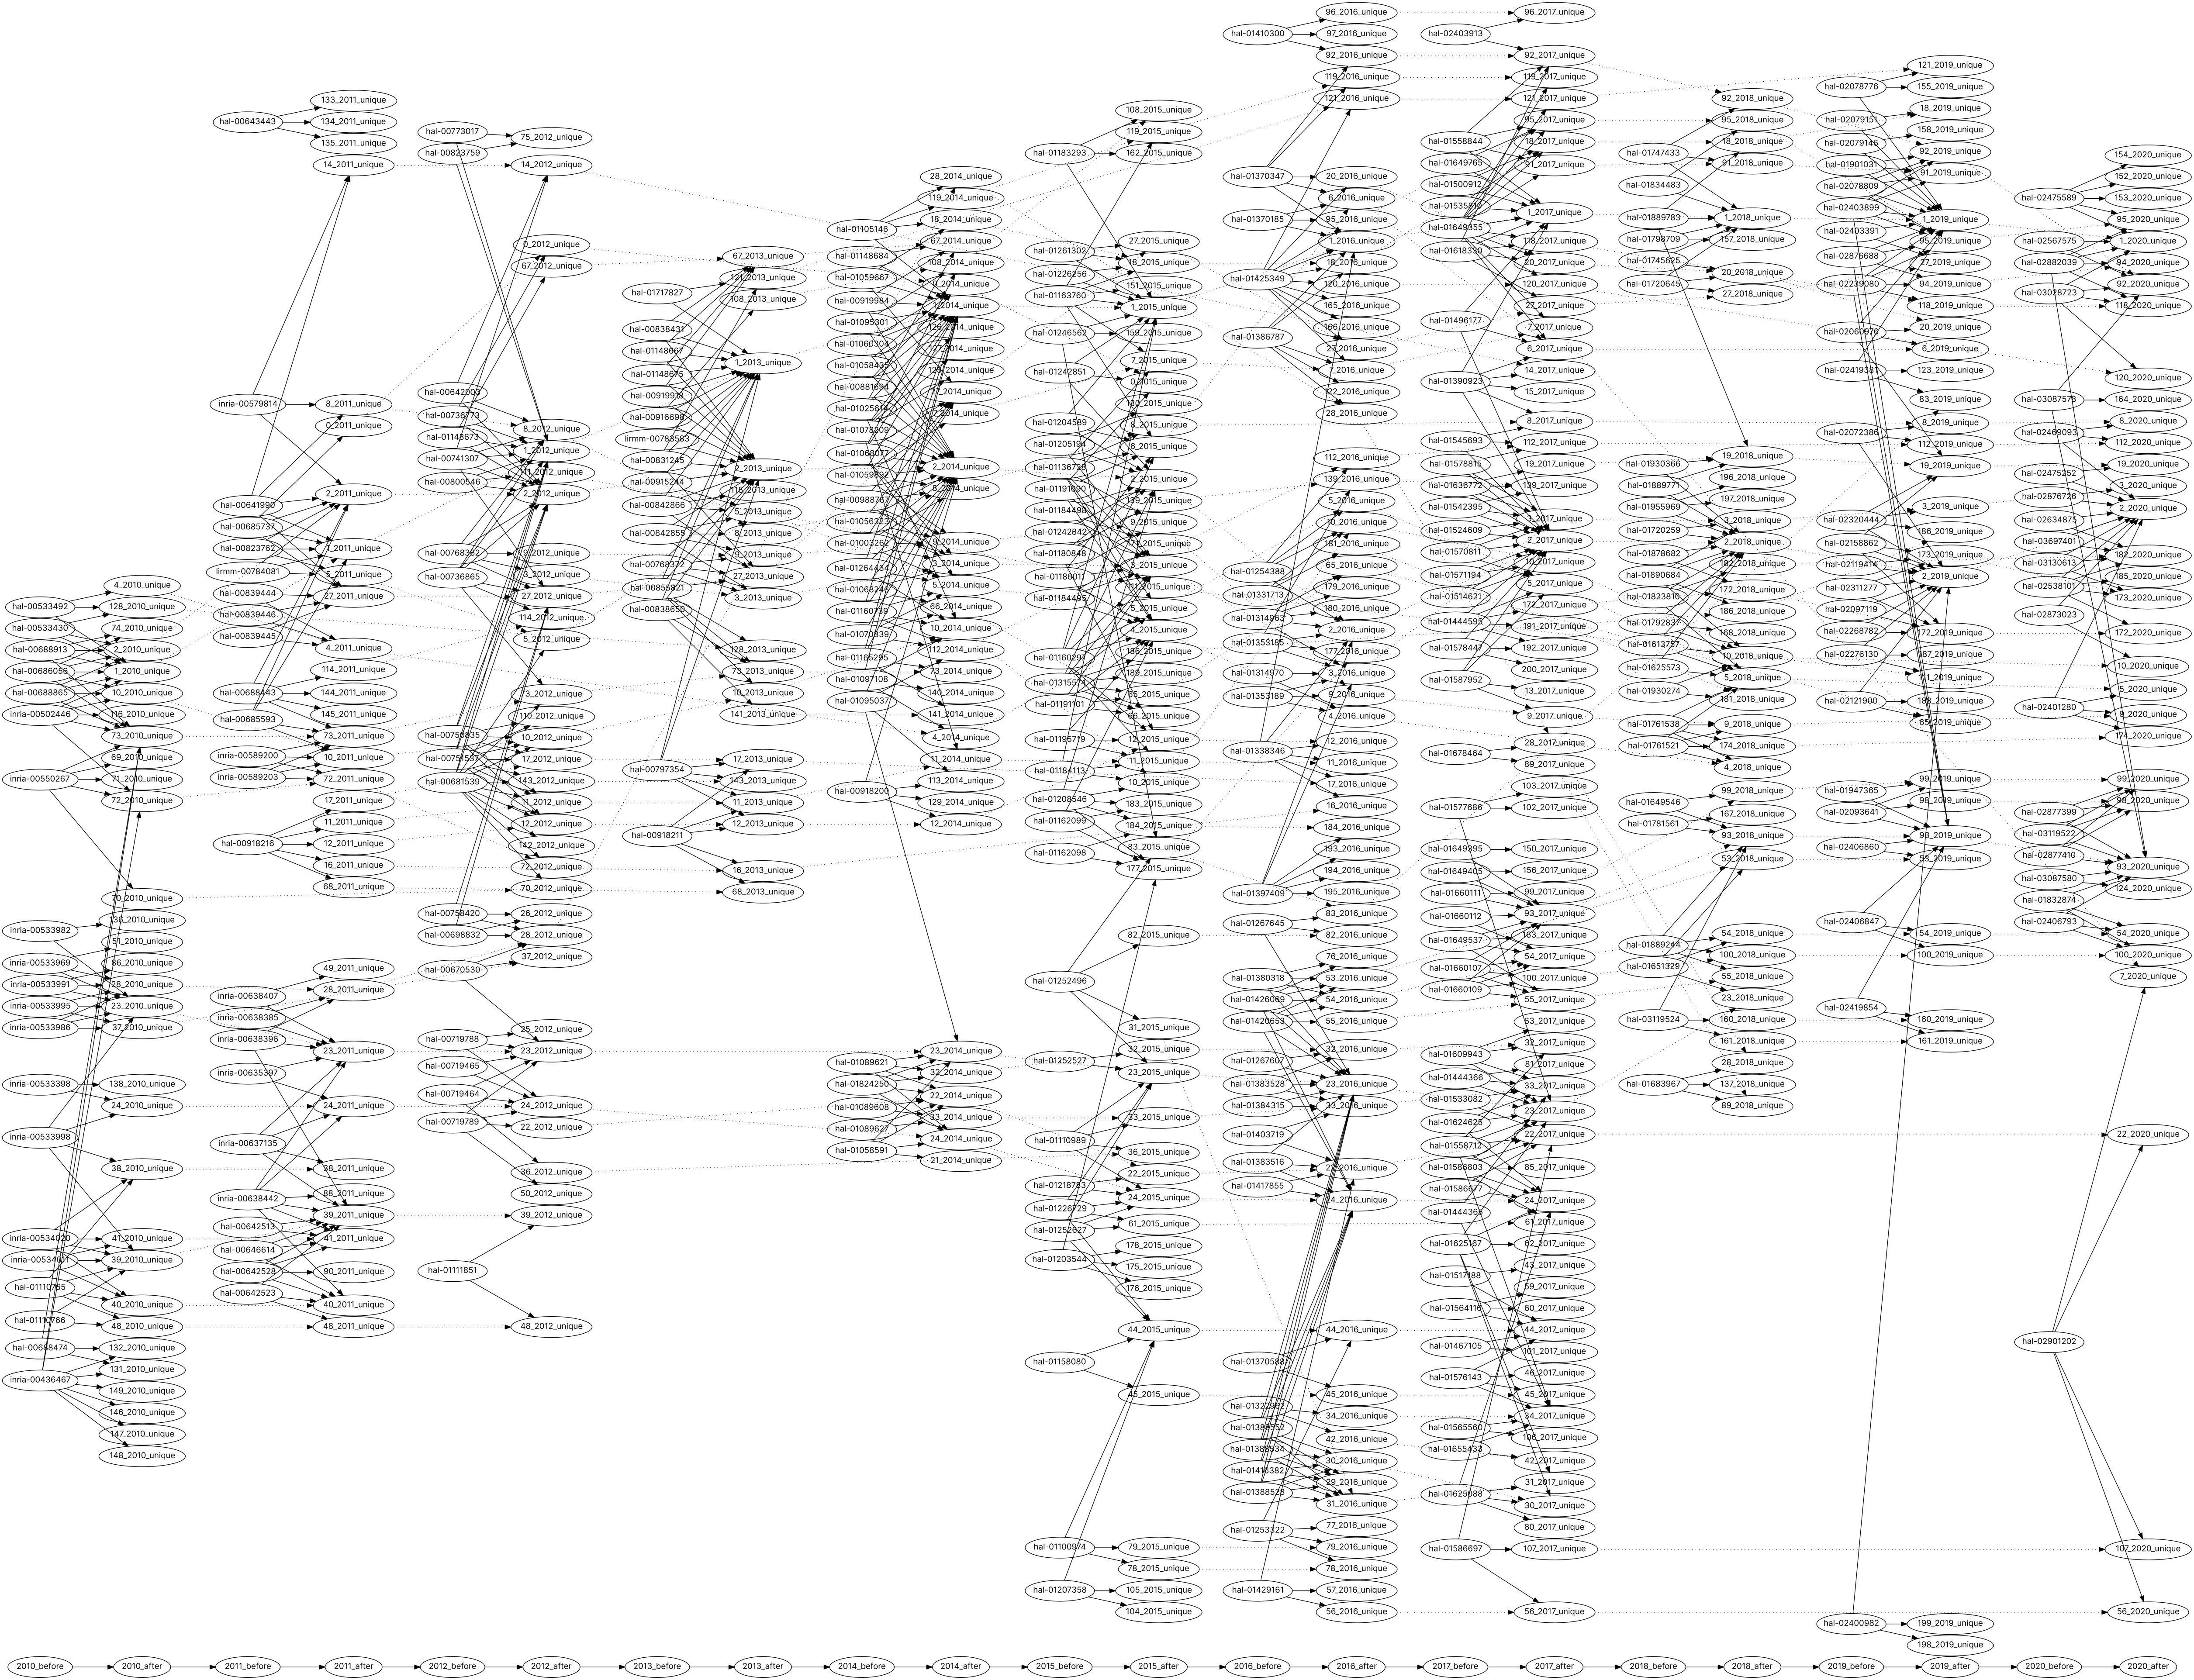 hal-00533492
hal-00533430
hal-00688913
hal-00686056
hal-00688865
inria-00502446
inria-00550267
inria-00533982
inria-00533969
inria-00533991
inria-00533995
inria-00533986
inria-00533398
inria-00533998
inria-00534020
hal-01110765
hal-01110766
hal-00688474
inria-00436467
2010_before
4_2010_unique
128_2010_unique
74_2010_unique
2_2010_unique
1_2010_unique
10_2010_unique
116_2010_unique
73_2010_unique
69_2010_unique
71_2010_unique
72_2010_unique
70_2010_unique
136_2010_unique
51_2010_unique
86_2010_unique
28_2010_unique
23_2010_unique
37_2010_unique
138_2010_unique
24_2010_unique
38_2010_unique
41_2010_unique
39_2010_unique
40_2010_unique
48_2010_unique
132_2010_unique
131_2010_unique
149_2010_unique
146_2010_unique
147_2010_unique
148_2010_unique
2010_after
hal-00643443
inria-00579814
hal-00641990
hal-00685737
hal-00823762
lirmm-00784081
hal-00839444
hal-00839446
hal-00839445
hal-00688443
hal-00685593
inria-00589200
inria-00589203
hal-00918216
inria-00638407
inria-00638385
inria-00638396
inria-00635397
inria-00637135
inria-00638442
hal-00642513
hal-00646614
hal-00642528
hal-00642523
2011_before
133_2011_unique
134_2011_unique
135_2011_unique
14_2011_unique
8_2011_unique
0_2011_unique
2_2011_unique
1_2011_unique
5_2011_unique
27_2011_unique
4_2011_unique
114_2011_unique
144_2011_unique
145_2011_unique
73_2011_unique
10_2011_unique
72_2011_unique
17_2011_unique
11_2011_unique
12_2011_unique
16_2011_unique
68_2011_unique
49_2011_unique
28_2011_unique
23_2011_unique
24_2011_unique
38_2011_unique
88_2011_unique
39_2011_unique
41_2011_unique
90_2011_unique
40_2011_unique
48_2011_unique
2011_after
hal-00773017
hal-00823759
hal-00642003
hal-00736773
hal-01148673
hal-00741307
hal-00800546
hal-00768362
hal-00736865
hal-00750835
hal-00751537
hal-00681539
hal-00758420
hal-00698832
hal-00670530
hal-00719788
hal-00719465
hal-00719464
hal-00719789
hal-01111851
2012_before
75_2012_unique
14_2012_unique
0_2012_unique
67_2012_unique
8_2012_unique
1_2012_unique
111_2012_unique
2_2012_unique
9_2012_unique
3_2012_unique
27_2012_unique
114_2012_unique
5_2012_unique
73_2012_unique
110_2012_unique
10_2012_unique
17_2012_unique
143_2012_unique
11_2012_unique
12_2012_unique
142_2012_unique
72_2012_unique
70_2012_unique
26_2012_unique
28_2012_unique
37_2012_unique
25_2012_unique
23_2012_unique
24_2012_unique
22_2012_unique
36_2012_unique
50_2012_unique
39_2012_unique
48_2012_unique
2012_after
hal-01717827
hal-00838431
hal-01148667
hal-01148675
hal-00919918
hal-00916698
lirmm-00783583
hal-00831245
hal-00915244
hal-00842866
hal-00842855
hal-00768372
hal-00855821
hal-00838650
hal-00797354
hal-00918211
2013_before
67_2013_unique
121_2013_unique
108_2013_unique
1_2013_unique
2_2013_unique
118_2013_unique
5_2013_unique
8_2013_unique
9_2013_unique
27_2013_unique
3_2013_unique
128_2013_unique
73_2013_unique
10_2013_unique
141_2013_unique
17_2013_unique
143_2013_unique
11_2013_unique
12_2013_unique
16_2013_unique
68_2013_unique
2013_after
hal-01105146
hal-01148684
hal-01059667
hal-00919984
hal-01095301
hal-01060304
hal-01058435
hal-00881694
hal-01025614
hal-01078209
hal-01068077
hal-00988767
hal-01056323
hal-01003262
hal-01264434
hal-01068246
hal-01160739
hal-01070839
hal-01165295
hal-01097108
hal-01095037
hal-00918200
hal-01089621
hal-01824250
hal-01089608
hal-01089627
hal-01058591
2014_before
28_2014_unique
119_2014_unique
18_2014_unique
67_2014_unique
108_2014_unique
0_2014_unique
1_2014_unique
127_2014_unique
2_2014_unique
9_2014_unique
3_2014_unique
5_2014_unique
66_2014_unique
10_2014_unique
112_2014_unique
73_2014_unique
140_2014_unique
141_2014_unique
4_2014_unique
11_2014_unique
113_2014_unique
129_2014_unique
12_2014_unique
23_2014_unique
32_2014_unique
22_2014_unique
33_2014_unique
24_2014_unique
21_2014_unique
2014_after
hal-01183293
hal-01261302
hal-01226256
hal-01163760
hal-01246562
hal-01242851
hal-01204589
hal-01205194
hal-01136726
hal-01191090
hal-01184498
hal-01242842
hal-01180848
hal-01186011
hal-01184495
hal-01160297
hal-01315574
hal-01191101
hal-01195719
hal-01184113
hal-01208546
hal-01162099
hal-01162098
hal-01252496
hal-01252527
hal-01110989
hal-01218783
hal-01226729
hal-01252627
hal-01203544
hal-01158080
hal-01100974
hal-01207358
2015_before
108_2015_unique
119_2015_unique
162_2015_unique
27_2015_unique
18_2015_unique
151_2015_unique
1_2015_unique
159_2015_unique
7_2015_unique
0_2015_unique
130_2015_unique
8_2015_unique
6_2015_unique
2_2015_unique
139_2015_unique
9_2015_unique
171_2015_unique
3_2015_unique
112_2015_unique
5_2015_unique
4_2015_unique
186_2015_unique
189_2015_unique
65_2015_unique
66_2015_unique
12_2015_unique
11_2015_unique
10_2015_unique
183_2015_unique
184_2015_unique
83_2015_unique
177_2015_unique
82_2015_unique
31_2015_unique
32_2015_unique
23_2015_unique
33_2015_unique
36_2015_unique
22_2015_unique
24_2015_unique
61_2015_unique
178_2015_unique
175_2015_unique
176_2015_unique
44_2015_unique
45_2015_unique
79_2015_unique
78_2015_unique
105_2015_unique
104_2015_unique
2015_after
hal-01410300
hal-01370347
hal-01370185
hal-01425349
hal-01386787
hal-01254388
hal-01331713
hal-01314963
hal-01353185
hal-01314970
hal-01353189
hal-01338346
hal-01397409
hal-01267645
hal-01380318
hal-01426069
hal-01420653
hal-01267607
hal-01383528
hal-01384315
hal-01403719
hal-01383516
hal-01417855
hal-01370588
hal-01322962
hal-01388552
hal-01388534
hal-01416382
hal-01388528
hal-01253322
hal-01429161
2016_before
96_2016_unique
97_2016_unique
92_2016_unique
119_2016_unique
121_2016_unique
20_2016_unique
6_2016_unique
95_2016_unique
1_2016_unique
18_2016_unique
120_2016_unique
165_2016_unique
166_2016_unique
27_2016_unique
7_2016_unique
122_2016_unique
28_2016_unique
112_2016_unique
139_2016_unique
5_2016_unique
10_2016_unique
181_2016_unique
65_2016_unique
179_2016_unique
180_2016_unique
2_2016_unique
177_2016_unique
3_2016_unique
9_2016_unique
4_2016_unique
12_2016_unique
11_2016_unique
17_2016_unique
16_2016_unique
184_2016_unique
193_2016_unique
194_2016_unique
195_2016_unique
83_2016_unique
82_2016_unique
76_2016_unique
53_2016_unique
54_2016_unique
55_2016_unique
32_2016_unique
23_2016_unique
33_2016_unique
22_2016_unique
24_2016_unique
44_2016_unique
45_2016_unique
34_2016_unique
42_2016_unique
30_2016_unique
29_2016_unique
31_2016_unique
77_2016_unique
79_2016_unique
78_2016_unique
57_2016_unique
56_2016_unique
2016_after
hal-02403913
hal-01558844
hal-01649765
hal-01500912
hal-01535816
hal-01649355
hal-01618330
hal-01496177
hal-01390923
hal-01545693
hal-01578815
hal-01636772
hal-01542395
hal-01524609
hal-01570811
hal-01571194
hal-01514621
hal-01444595
hal-01578447
hal-01587952
hal-01678464
hal-01577686
hal-01649395
hal-01649405
hal-01660111
hal-01660112
hal-01649537
hal-01660107
hal-01660109
hal-01609943
hal-01444366
hal-01533082
hal-01624625
hal-01558712
hal-01586803
hal-01586677
hal-01444365
hal-01625167
hal-01517188
hal-01564116
hal-01467105
hal-01576143
hal-01565560
hal-01655433
hal-01625088
hal-01586697
2017_before
96_2017_unique
92_2017_unique
119_2017_unique
121_2017_unique
95_2017_unique
18_2017_unique
91_2017_unique
1_2017_unique
118_2017_unique
20_2017_unique
120_2017_unique
27_2017_unique
7_2017_unique
6_2017_unique
14_2017_unique
15_2017_unique
8_2017_unique
112_2017_unique
19_2017_unique
139_2017_unique
3_2017_unique
2_2017_unique
10_2017_unique
5_2017_unique
172_2017_unique
191_2017_unique
192_2017_unique
200_2017_unique
13_2017_unique
9_2017_unique
28_2017_unique
89_2017_unique
103_2017_unique
102_2017_unique
150_2017_unique
156_2017_unique
99_2017_unique
93_2017_unique
163_2017_unique
54_2017_unique
100_2017_unique
55_2017_unique
63_2017_unique
32_2017_unique
81_2017_unique
33_2017_unique
23_2017_unique
22_2017_unique
85_2017_unique
24_2017_unique
61_2017_unique
62_2017_unique
43_2017_unique
59_2017_unique
60_2017_unique
44_2017_unique
101_2017_unique
46_2017_unique
45_2017_unique
34_2017_unique
106_2017_unique
42_2017_unique
31_2017_unique
30_2017_unique
80_2017_unique
107_2017_unique
56_2017_unique
2017_after
hal-01747433
hal-01834483
hal-01889783
hal-01798709
hal-01745625
hal-01720645
hal-01930366
hal-01889771
hal-01955969
hal-01720259
hal-01878682
hal-01890684
hal-01823810
hal-01792837
hal-01613757
hal-01625573
hal-01930274
hal-01761538
hal-01761521
hal-01649546
hal-01781561
hal-01889244
hal-01651329
hal-03119524
hal-01683967
2018_before
92_2018_unique
95_2018_unique
18_2018_unique
91_2018_unique
1_2018_unique
157_2018_unique
20_2018_unique
27_2018_unique
19_2018_unique
196_2018_unique
197_2018_unique
3_2018_unique
2_2018_unique
182_2018_unique
172_2018_unique
186_2018_unique
168_2018_unique
10_2018_unique
5_2018_unique
181_2018_unique
9_2018_unique
174_2018_unique
4_2018_unique
99_2018_unique
167_2018_unique
93_2018_unique
53_2018_unique
54_2018_unique
100_2018_unique
55_2018_unique
23_2018_unique
160_2018_unique
161_2018_unique
28_2018_unique
137_2018_unique
89_2018_unique
2018_after
hal-02078776
hal-02079151
hal-02079146
hal-01901031
hal-02078809
hal-02403899
hal-02403391
hal-02876688
hal-02239080
hal-02060976
hal-02419381
hal-02072386
hal-02320444
hal-02158862
hal-02119414
hal-02311277
hal-02097119
hal-02268782
hal-02276130
hal-02121900
hal-01947365
hal-02093641
hal-02406860
hal-02406847
hal-02419854
hal-02400982
2019_before
121_2019_unique
155_2019_unique
18_2019_unique
158_2019_unique
92_2019_unique
91_2019_unique
1_2019_unique
95_2019_unique
27_2019_unique
94_2019_unique
118_2019_unique
20_2019_unique
6_2019_unique
123_2019_unique
83_2019_unique
8_2019_unique
112_2019_unique
19_2019_unique
3_2019_unique
186_2019_unique
173_2019_unique
2_2019_unique
172_2019_unique
187_2019_unique
188_2019_unique
65_2019_unique
99_2019_unique
98_2019_unique
93_2019_unique
53_2019_unique
54_2019_unique
100_2019_unique
160_2019_unique
161_2019_unique
199_2019_unique
198_2019_unique
2019_after
hal-02475589
hal-02567575
hal-02882039
hal-03028723
hal-03087578
hal-02469093
hal-02475252
hal-02876726
hal-02634875
hal-03697401
hal-03130613
hal-02538101
hal-02873023
hal-02401280
hal-02877399
hal-03119522
hal-02877410
hal-03087580
hal-01832874
hal-02406793
hal-02901202
2020_before
154_2020_unique
152_2020_unique
153_2020_unique
95_2020_unique
1_2020_unique
94_2020_unique
92_2020_unique
118_2020_unique
120_2020_unique
164_2020_unique
8_2020_unique
112_2020_unique
19_2020_unique
3_2020_unique
2_2020_unique
182_2020_unique
185_2020_unique
173_2020_unique
172_2020_unique
10_2020_unique
5_2020_unique
9_2020_unique
174_2020_unique
99_2020_unique
98_2020_unique
93_2020_unique
124_2020_unique
54_2020_unique
100_2020_unique
7_2020_unique
22_2020_unique
107_2020_unique
56_2020_unique
2020_after